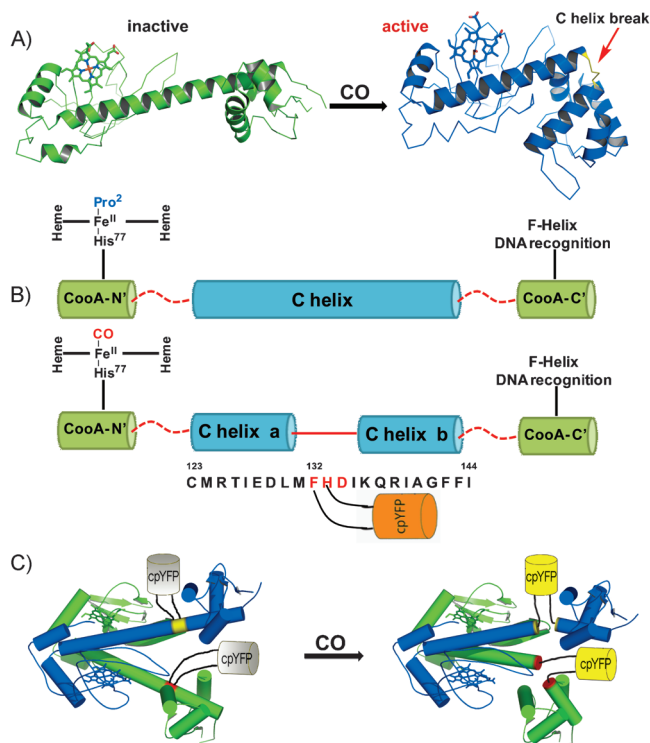 A)
inactive
active
C helix break
CO
Pro²
Heme
Feᴵᴵ
Heme
His⁷⁷
F-Helix
DNA recognition
B)
CooA-N'
C helix
CooA-C'
CO
Heme
Feᴵᴵ
Heme
His⁷⁷
F-Helix
DNA recognition
CooA-N'
C helix a
C helix b
CooA-C'
123 132 144
CMRTIEDLMFHDIKQRIAGFFI
cpYFP
C)
cpYFP
cpYFP
CO
cpYFP
cpYFP